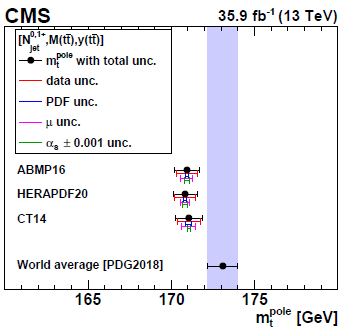 CMS 35.9 fb⁻¹ (13 TeV)
[N^{0,1+}_{jet},M(tt̄),y(tt̄)]
m_t^{pole} with total unc.
data unc.
PDF unc.
μ unc.
α_s ± 0.001 unc.
ABMP16
HERAPDF20
CT14
World average [PDG2018]
165 170 175
m_t^{pole} [GeV]